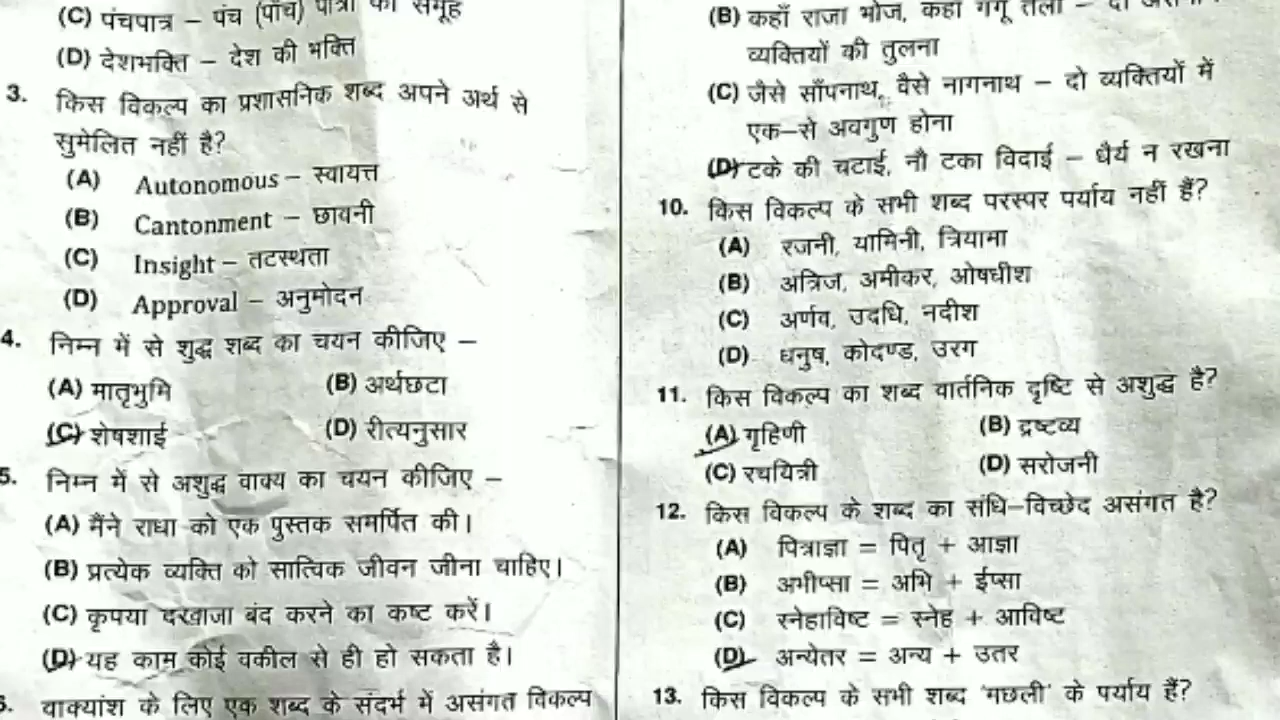 (C) पंचपात्र – पंच (पाँच) पात्रों का समूह
(D) देशभक्ति – देश की भक्ति
3. किस विकल्प का प्रशासनिक शब्द अपने अर्थ से
सुमेलित नहीं है?
(A) Autonomous – स्वायत्त
(B) Cantonment – छावनी
(C) Insight – तटस्थता
(D) Approval – अनुमोदन
4. निम्न में से शुद्ध शब्द का चयन कीजिए –
(A) मातृभुमि (B) अर्थछटा
(C) शेषशाई (D) रीत्यनुसार
5. निम्न में से अशुद्ध वाक्य का चयन कीजिए –
(A) मैंने राधा को एक पुस्तक समर्पित की।
(B) प्रत्येक व्यक्ति को सात्विक जीवन जीना चाहिए।
(C) कृपया दरवाजा बंद करने का कष्ट करें।
(D) यह काम कोई वकील से ही हो सकता है।
वाक्यांश के लिए एक शब्द के संदर्भ में असंगत विकल्प
(B) कहाँ राजा भोज, कहाँ गंगू तेली – दो
व्यक्तियों की तुलना
(C) जैसे साँपनाथ, वैसे नागनाथ – दो व्यक्तियों में
एक–से अवगुण होना
(D) टके की चटाई, नौ टका विदाई – धैर्य न रखना
10. किस विकल्प के सभी शब्द परस्पर पर्याय नहीं हैं?
(A) रजनी, यामिनी, त्रियामा
(B) अत्रिज, अमीकर, ओषधीश
(C) अर्णव, उदधि, नदीश
(D) धनुष, कोदण्ड, उरग
11. किस विकल्प का शब्द वार्तनिक दृष्टि से अशुद्ध है?
(A) गृहिणी (B) द्रष्टव्य
(C) रचयित्री (D) सरोजनी
12. किस विकल्प के शब्द का संधि–विच्छेद असंगत है?
(A) पित्राज्ञा = पितृ + आज्ञा
(B) अभीप्सा = अभि + ईप्सा
(C) स्नेहाविष्ट = स्नेह + आविष्ट
(D) अन्येतर = अन्य + उतर
13. किस विकल्प के सभी शब्द 'मछली' के पर्याय हैं?